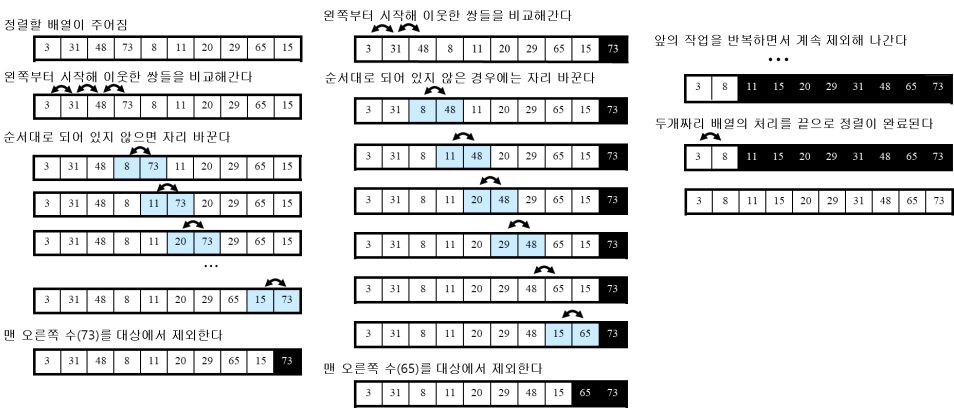 정렬할 배열이 주어짐
3 31 48 73 8 11 20 29 65 15
왼쪽부터 시작해 이웃한 쌍들을 비교해간다
3 31 48 73 8 11 20 29 65 15
순서대로 되어 있지 않으면 자리 바꾼다
3 31 48 8 73 11 20 29 65 15
3 31 48 8 11 73 20 29 65 15
3 31 48 8 11 20 73 29 65 15
...
3 31 48 8 11 20 29 65 15 73
맨 오른쪽 수(73)를 대상에서 제외한다
3 31 48 8 11 20 29 65 15 73
왼쪽부터 시작해 이웃한 쌍들을 비교해간다
3 31 48 8 11 20 29 65 15 73
순서대로 되어 있지 않은 경우에는 자리 바꾼다
3 31 8 48 11 20 29 65 15 73
3 31 8 11 48 20 29 65 15 73
3 31 8 11 20 48 29 65 15 73
3 31 8 11 20 29 48 65 15 73
3 31 8 11 20 29 48 65 15 73
3 31 8 11 20 29 48 15 65 73
맨 오른쪽 수(65)를 대상에서 제외한다
3 31 8 11 20 29 48 15 65 73
앞의 작업을 반복하면서 계속 제외해 나간다
...
3 8 11 15 20 29 31 48 65 73
두개짜리 배열의 처리를 끝으로 정렬이 완료된다
3 8 11 15 20 29 31 48 65 73
3 8 11 15 20 29 31 48 65 73